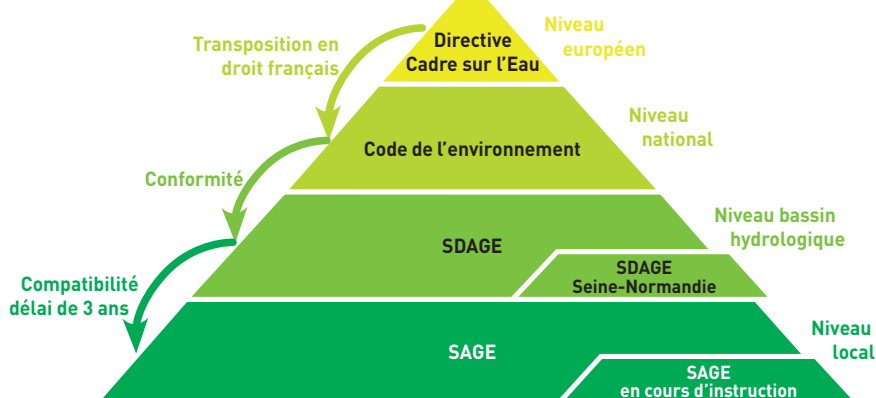 Directive
Cadre sur l'Eau
Niveau
européen
Transposition en
droit français
Code de l'environnement
Niveau
national
Conformité
SDAGE
Niveau bassin
hydrologique
SDAGE
Seine-Normandie
Compatibilité
délai de 3 ans
SAGE
Niveau
local
SAGE
en cours d'instruction